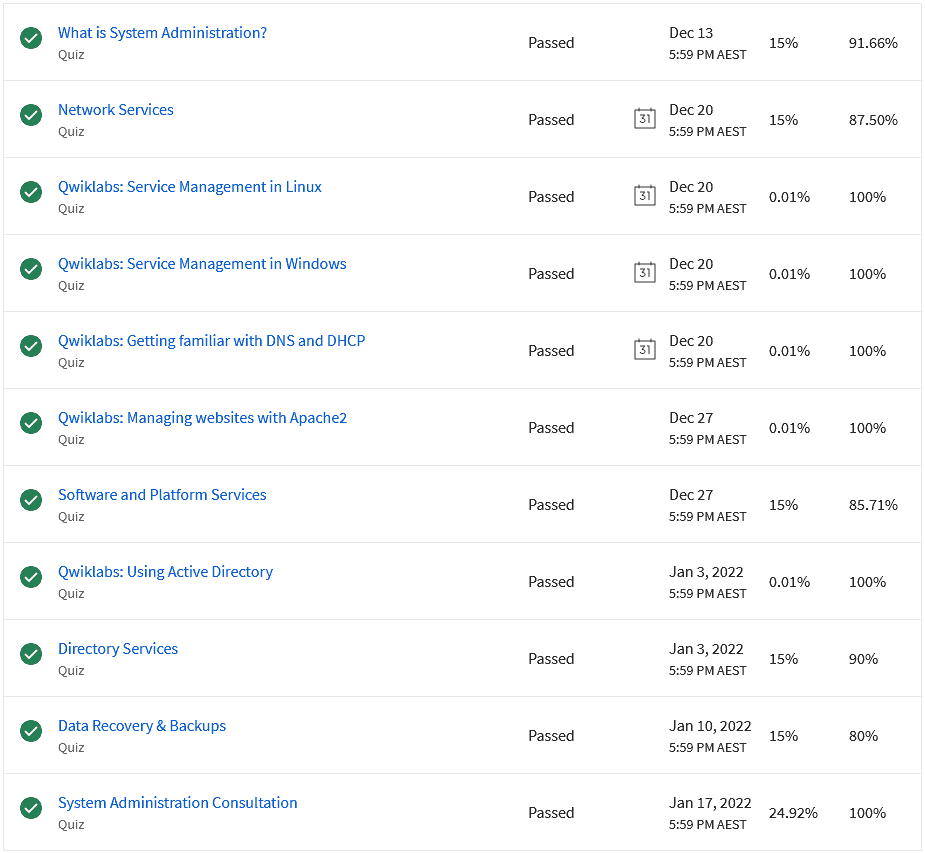 What is System Administration?
Quiz
Passed
Dec 13
5:59 PM AEST
15%
91.66%
Network Services
Quiz
Passed
31
Dec 20
5:59 PM AEST
15%
87.50%
Qwiklabs: Service Management in Linux
Quiz
Passed
31
Dec 20
5:59 PM AEST
0.01%
100%
Qwiklabs: Service Management in Windows
Quiz
Passed
31
Dec 20
5:59 PM AEST
0.01%
100%
Qwiklabs: Getting familiar with DNS and DHCP
Quiz
Passed
31
Dec 20
5:59 PM AEST
0.01%
100%
Qwiklabs: Managing websites with Apache2
Quiz
Passed
Dec 27
5:59 PM AEST
0.01%
100%
Software and Platform Services
Quiz
Passed
Dec 27
5:59 PM AEST
15%
85.71%
Qwiklabs: Using Active Directory
Quiz
Passed
Jan 3, 2022
5:59 PM AEST
0.01%
100%
Directory Services
Quiz
Passed
Jan 3, 2022
5:59 PM AEST
15%
90%
Data Recovery & Backups
Quiz
Passed
Jan 10, 2022
5:59 PM AEST
15%
80%
System Administration Consultation
Quiz
Passed
Jan 17, 2022
5:59 PM AEST
24.92%
100%